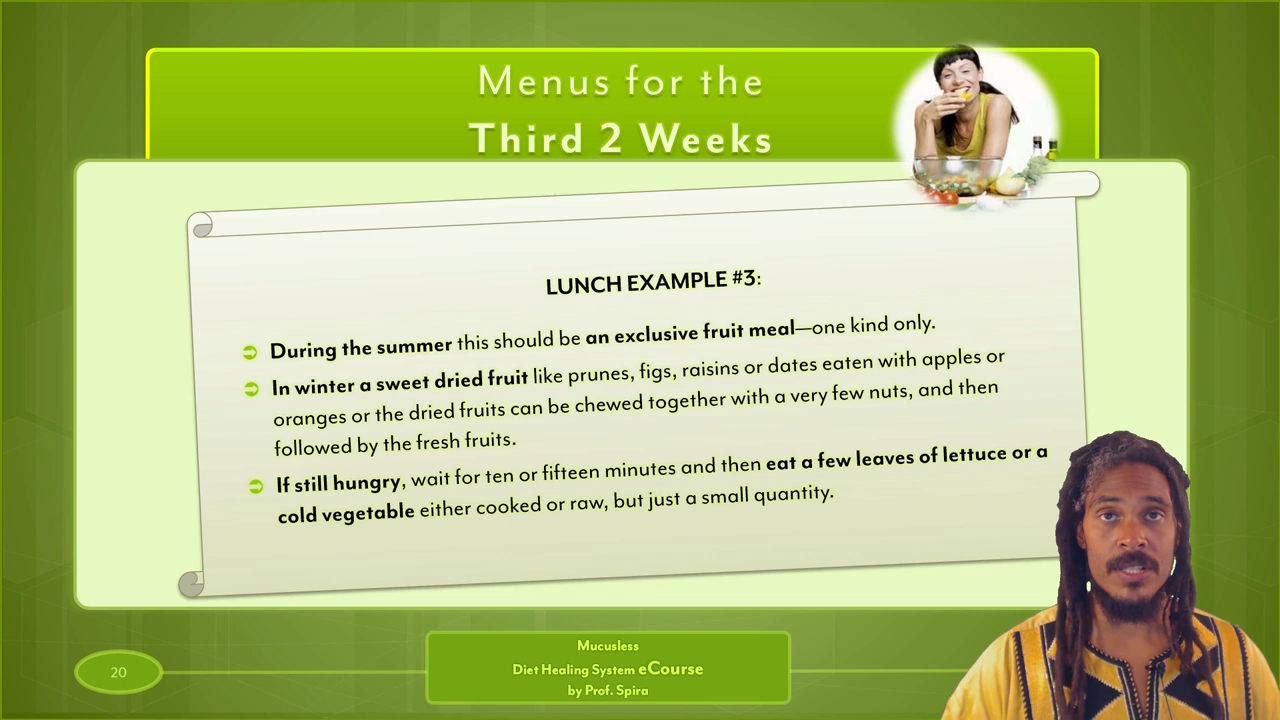 Menus for the
Third 2 Weeks
LUNCH EXAMPLE #3:
During the summer this should be an exclusive fruit meal—one kind only.
In winter a sweet dried fruit like prunes, figs, raisins or dates eaten with apples or
oranges or the dried fruits can be chewed together with a very few nuts, and then
followed by the fresh fruits.
If still hungry, wait for ten or fifteen minutes and then eat a few leaves of lettuce or a
cold vegetable either cooked or raw, but just a small quantity.
20
Mucusless
Diet Healing System eCourse
by Prof. Spira